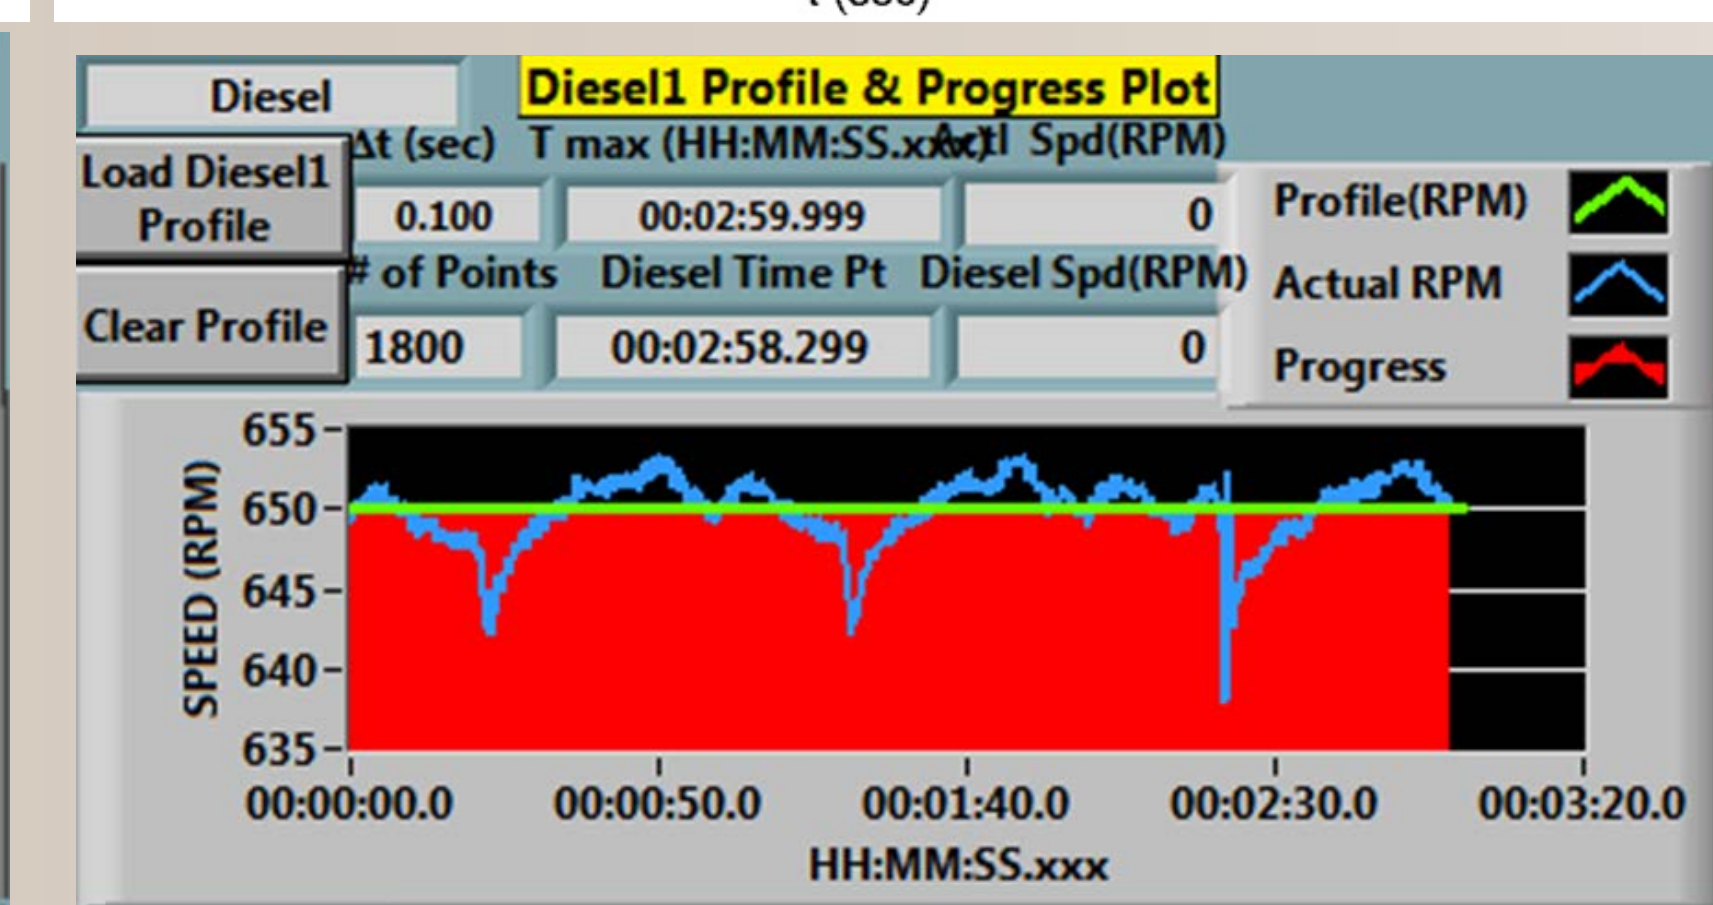 t (sec)
Diesel
Diesel1 Profile & Progress Plot
Load Diesel1
Profile
Δt (sec)
T max (HH:MM:SS.xxx)
Actl Spd(RPM)
0.100
00:02:59.999
0
Clear Profile
# of Points
Diesel Time Pt
Diesel Spd(RPM)
1800
00:02:58.299
0
Profile(RPM)
Actual RPM
Progress
655
650
645
640
635
SPEED (RPM)
00:00:00.0
00:00:50.0
00:01:40.0
00:02:30.0
00:03:20.0
HH:MM:SS.xxx